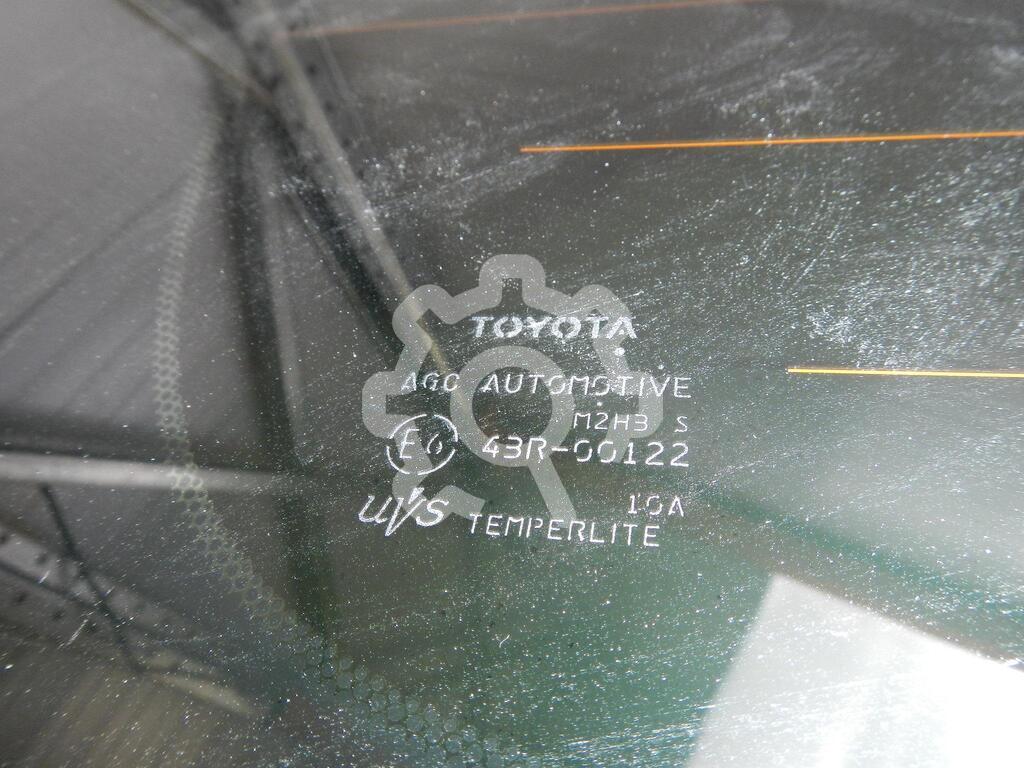 TOYOTA
AGC AUTOMOTIVE
M2H3 S
E6 43R-00122
UVS 10A
TEMPERLITE